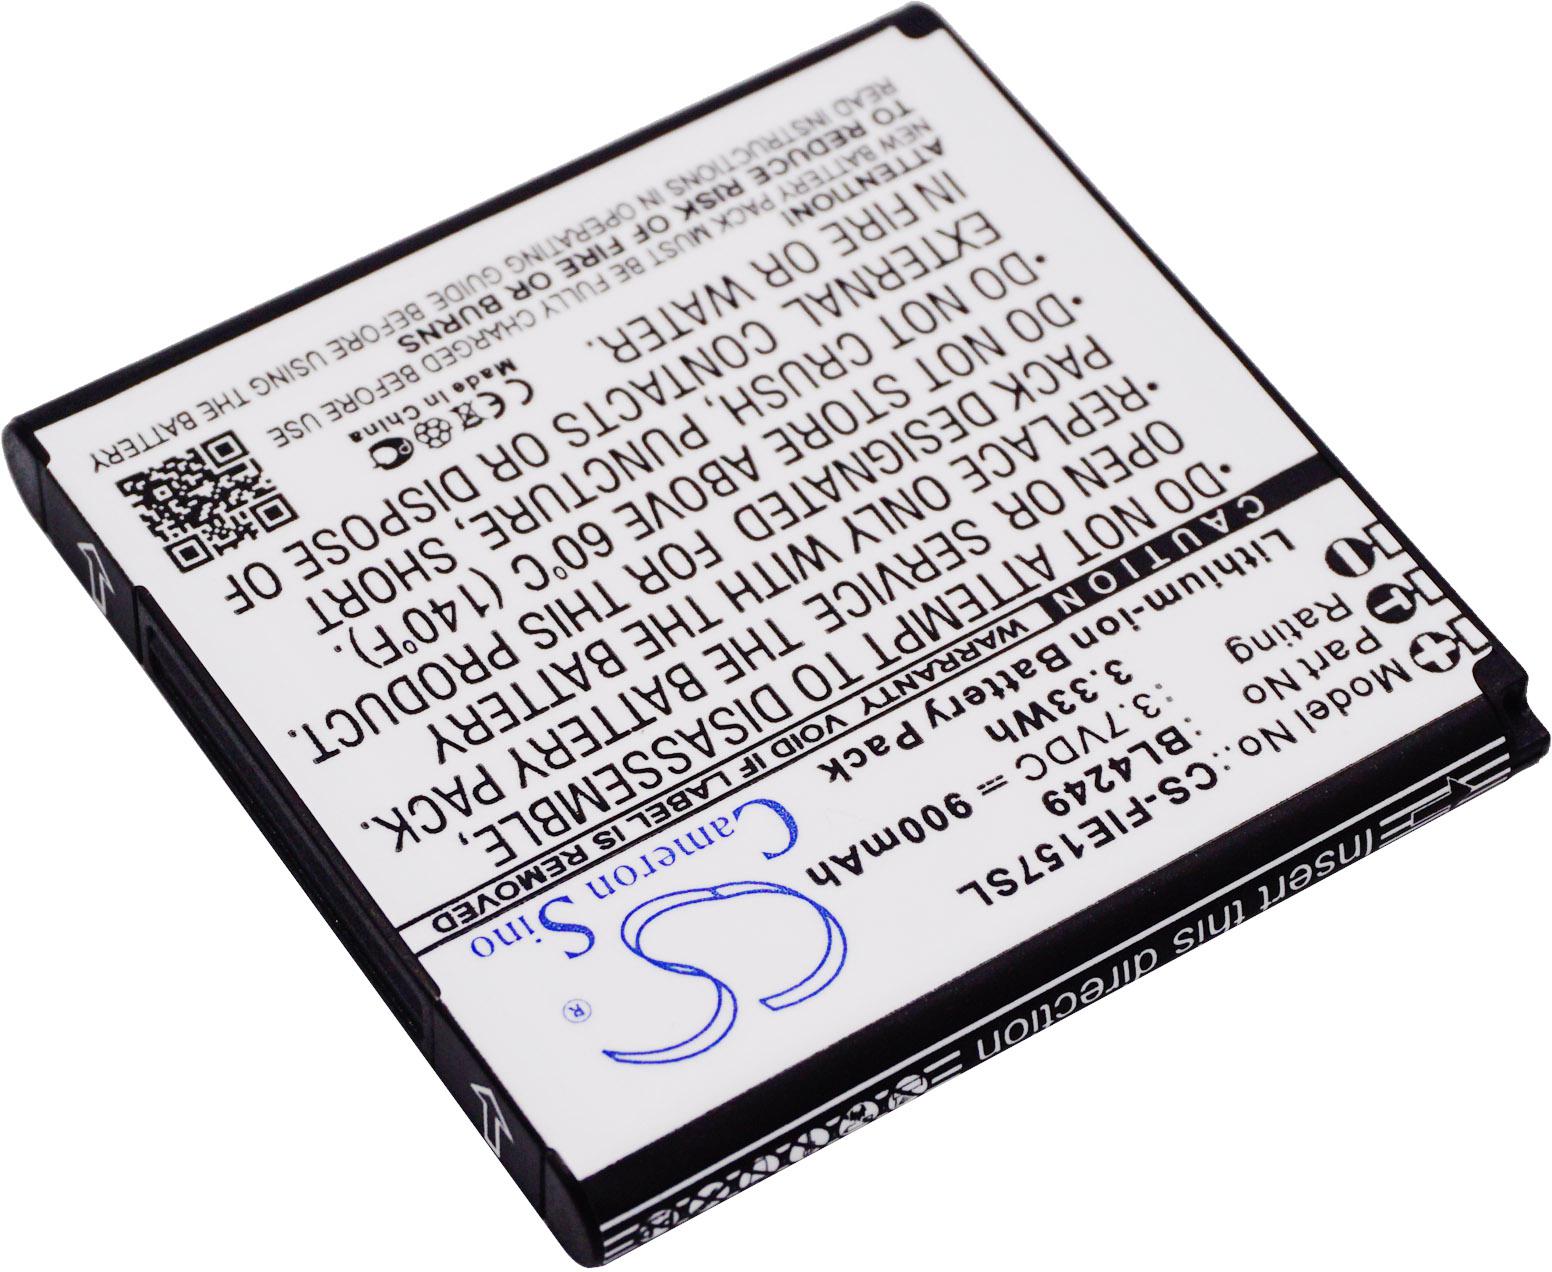 Cameron Sino
®
Model No. : CS-FIE157SL
Part No : BL4249
Rating : 3.7VDC ⎓ 900mAh
3.33Wh
Lithium-ion Battery Pack
CAUTION WARRANTY VOID IF LABEL IS REMOVED
•DO NOT ATTEMPT TO DISASSEMBLE,
OPEN OR SERVICE THE BATTERY PACK.
•REPLACE ONLY WITH THE BATTERY
PACK DESIGNATED FOR THIS PRODUCT.
•DO NOT STORE ABOVE 60°C (140°F).
•DO NOT CRUSH, PUNCTURE, SHORT
EXTERNAL CONTACTS OR DISPOSE OF
IN FIRE OR WATER.
ATTENTION!
NEW BATTERY PACK MUST BE FULLY CHARGED BEFORE USE
TO REDUCE RISK OF FIRE OR BURNS
READ INSTRUCTIONS IN OPERATING GUIDE BEFORE USING THE BATTERY
CE
Made in China
Insert this direction